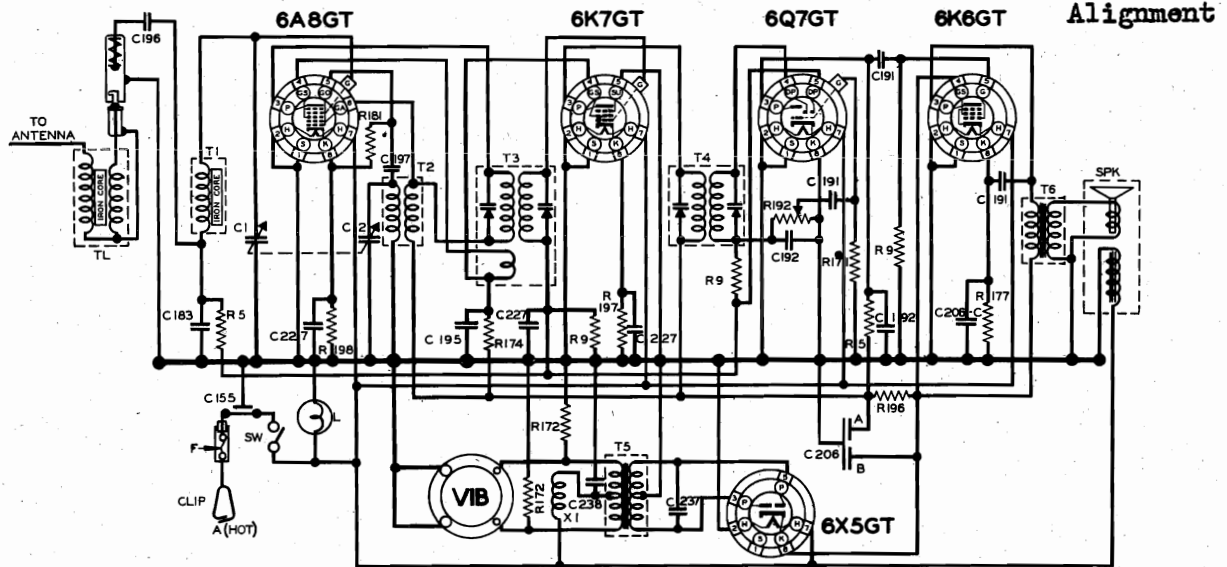 Alignment
6A8GT
6K7GT
6Q7GT
6K6GT
C196
TO
ANTENNA
TL
IRON CORE
T1
IRON CORE
C1
C183
R5
R181
C197
T2
C2
C227
R198
T3
C195
R174
C227
R9
R
197
C227
T4
R9
R192
C191
C192
R171
C191
R9
R15
C192
C191
C206-C
R177
T6
SPK
R196
C155
F
SW
CLIP
A (HOT)
L
VIB
R172
R172
X1
C238
T5
C237
6X5GT
A
C206
B